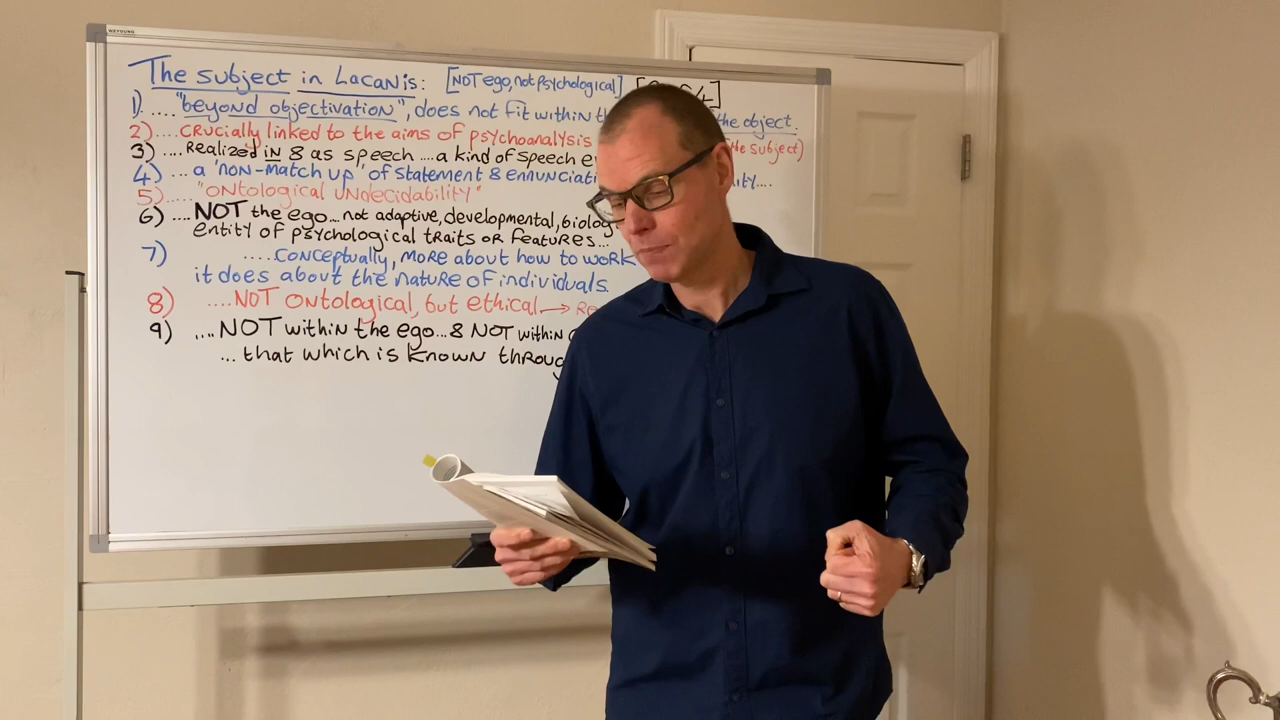 WEYOUNG
The subject in Lacanis: [NOT ego, not psychological] [
1). .... "beyond objectivation", does not fit within the object.
2).... crucially linked to the aims of psychoanalysis the subject)
3) .... Realized IN & as speech .... a kind of speech
4) ... a 'non-match up' of statement & ennunciati
5) .... "ontological undecidability"
6) .... NOT the ego... not adaptive, developmental, biolog
entity of psychological traits or features...
7) ....conceptually, more about how to work
it does about the nature of individuals.
8) ....NOT ontological, but ethical →
9) .... NOT within the ego...& NOT within
... that which is known throug